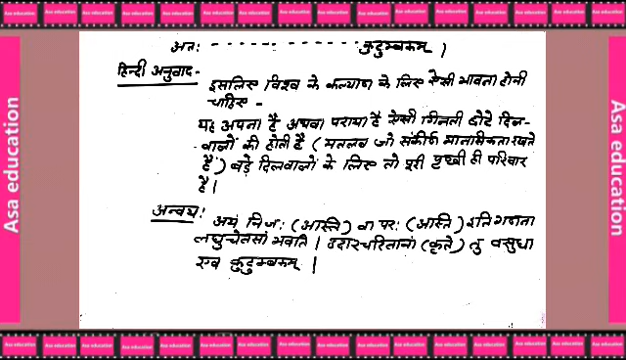 अतः - - - - - - - - - - - - - कुटुम्बकम् ।
हिन्दी अनुवाद -
इसलिए विश्व के कल्याण के लिए ऐसी भावना होनी
चाहिए -
यह अपना है अथवा पराया है ऐसी गिनती छोटे दिल-
वालों की होती है (मतलब जो संकीर्ण मानसिकता रखते
हैं) बड़े दिलवालों के लिए तो पूरी पृथ्वी ही परिवार
है।
अन्वयः
अयं निजः (अस्ति) वा परः (अस्ति) इति गणना
लघुचेतसां भवति । उदारचरितानां (कृते) तु वसुधा
एव कुटुम्बकम् ।
Asa education
Asa education